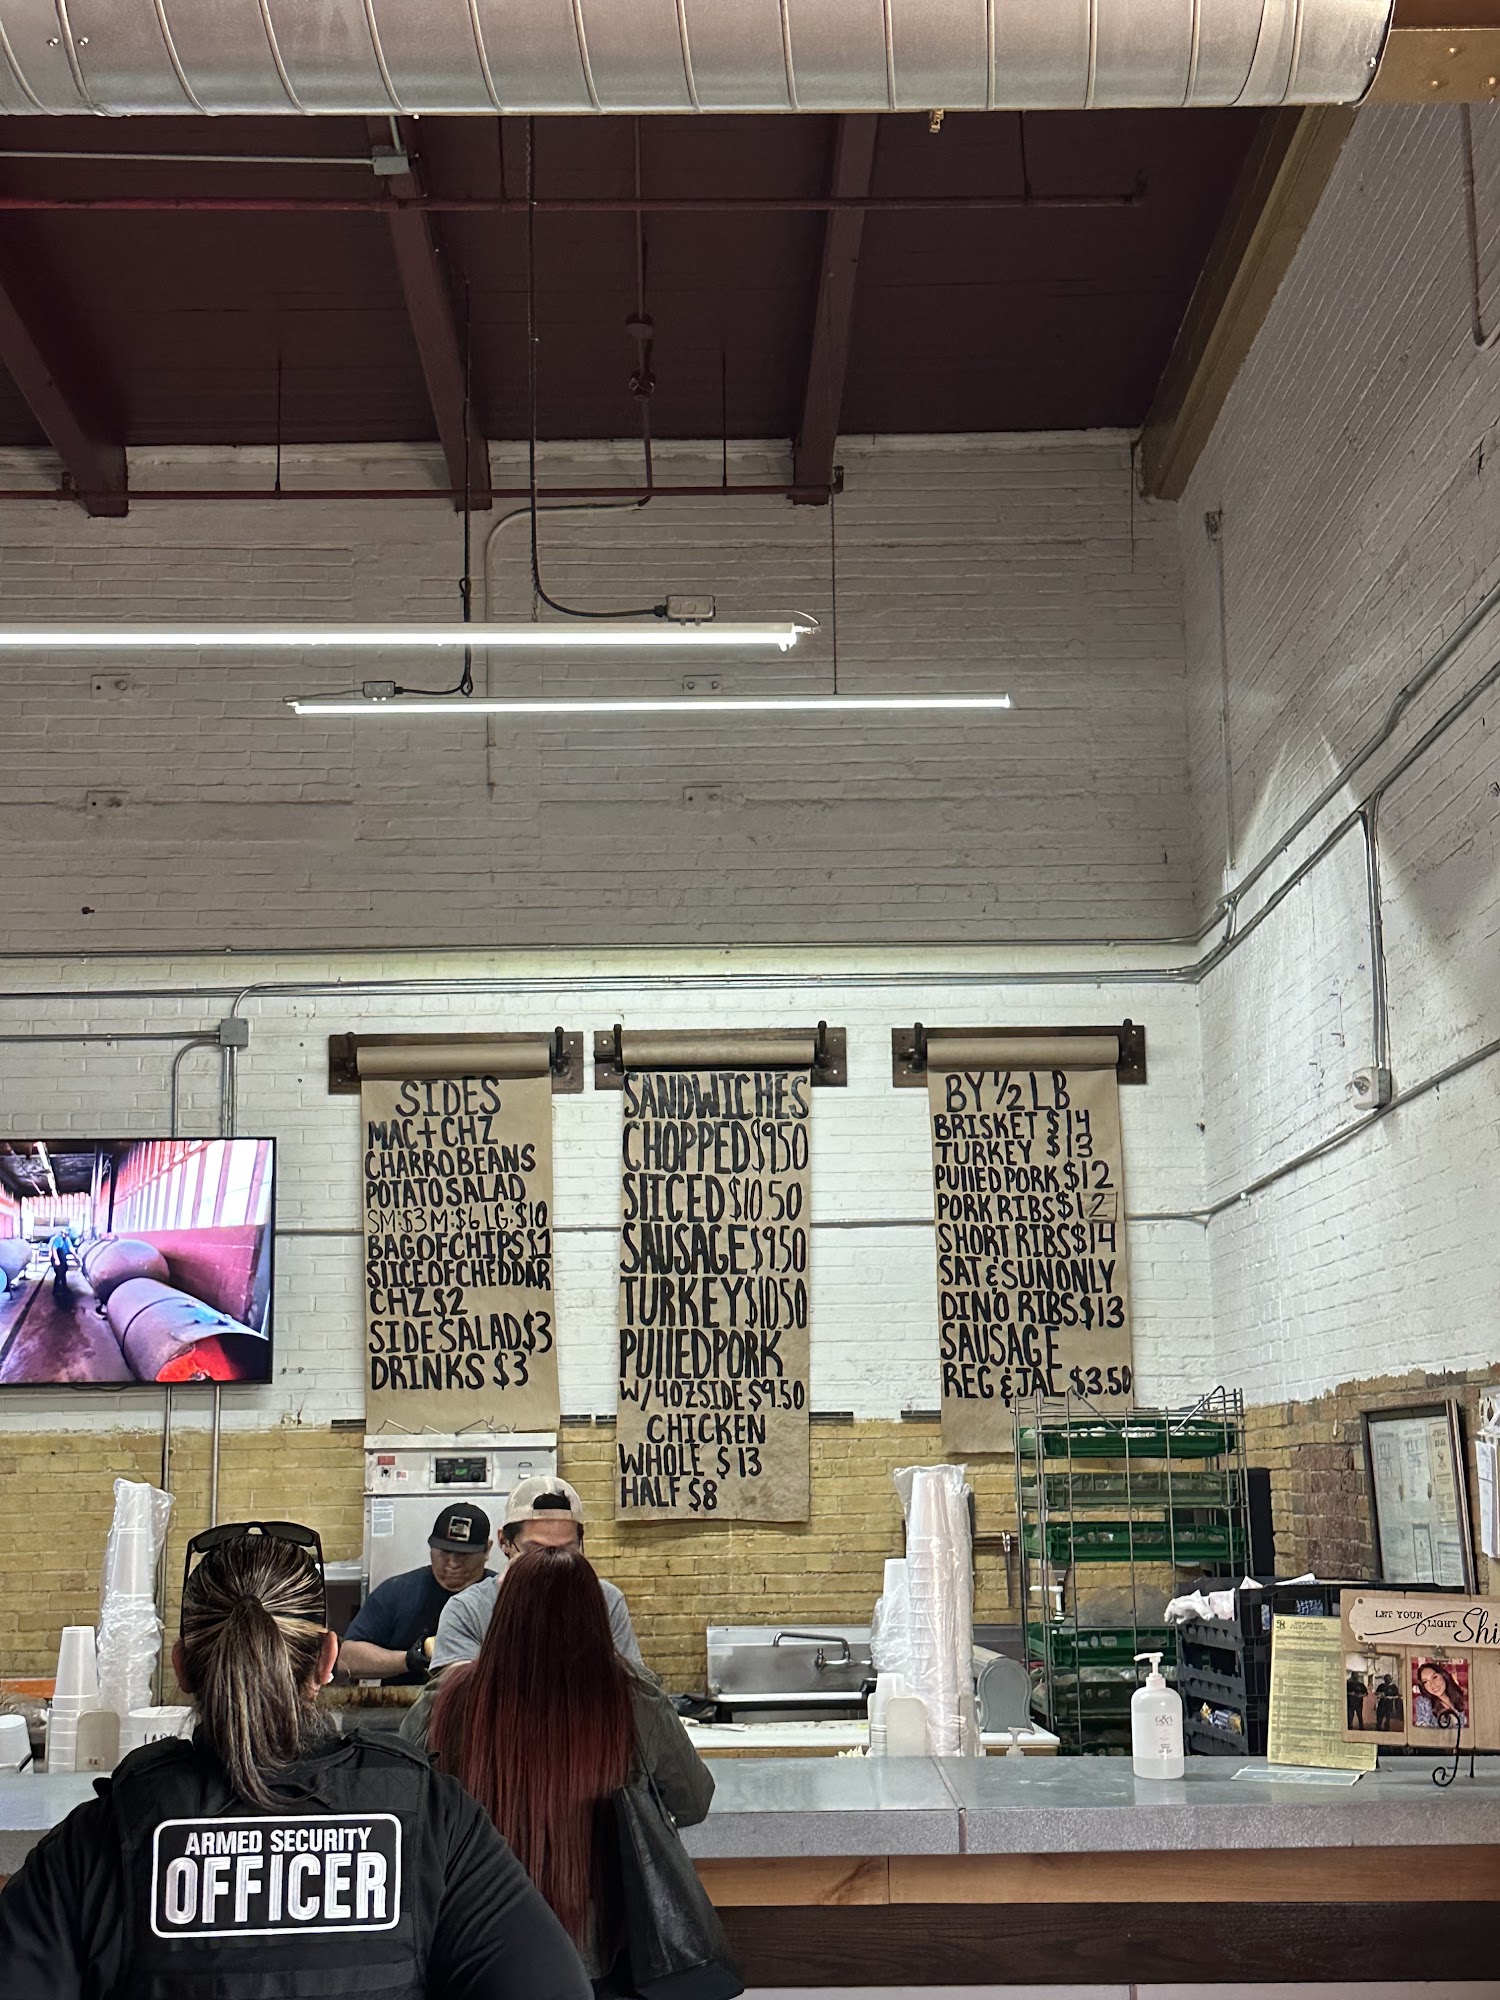 SIDES
MAC+CHZ
CHARRO BEANS
POTATO SALAD
SM:$3 M:$6 LG:$10
BAG OF CHIPS $1
SLICE OF CHEDDAR
CHZ $2
SIDE SALAD $3
DRINKS $3
SANDWICHES
CHOPPED $9.50
SLICED $10.50
SAUSAGE $9.50
TURKEY $10.50
PULLED PORK
W/ 4OZ SIDE $9.50
CHICKEN
WHOLE $13
HALF $8
BY 1/2 LB
BRISKET $14
TURKEY $13
PULLED PORK $12
PORK RIBS $12
SHORT RIBS $14
SAT & SUN ONLY
DINO RIBS $13
SAUSAGE
REG & JAL $3.50
LET YOUR
LIGHT
Shi
ARMED SECURITY
OFFICER